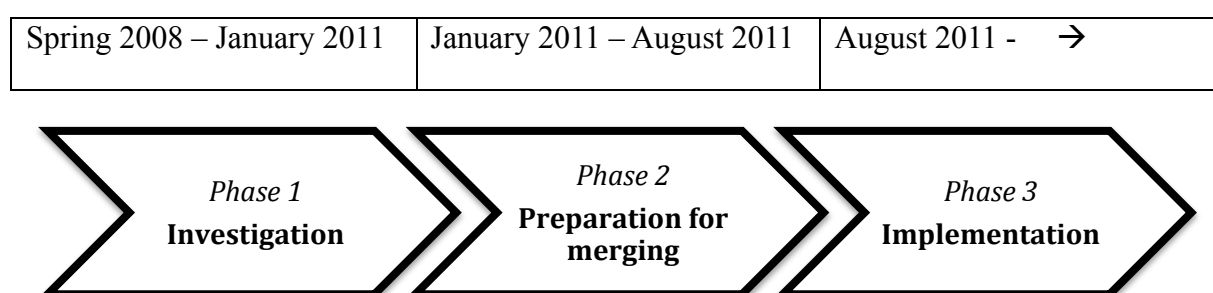 Spring 2008 – January 2011
January 2011 – August 2011
August 2011 - →
Phase 1
Investigation
Phase 2
Preparation for
merging
Phase 3
Implementation